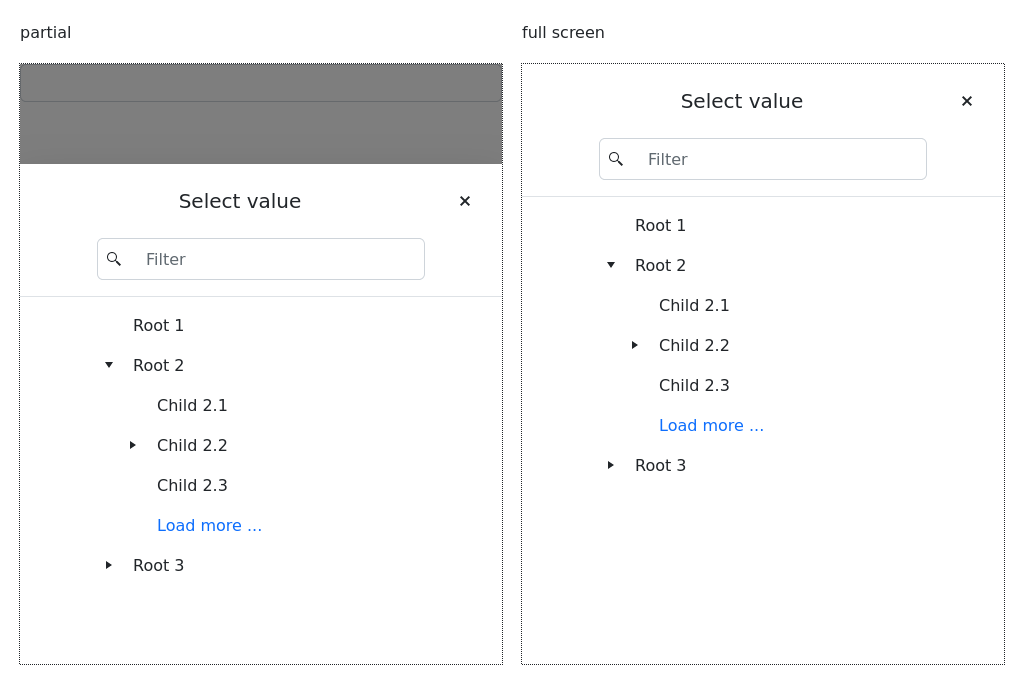 partial
Select value
Filter
Root 1
Root 2
Child 2.1
Child 2.2
Child 2.3
Load more ...
Root 3
full screen
Select value
Filter
Root 1
Root 2
Child 2.1
Child 2.2
Child 2.3
Load more ...
Root 3